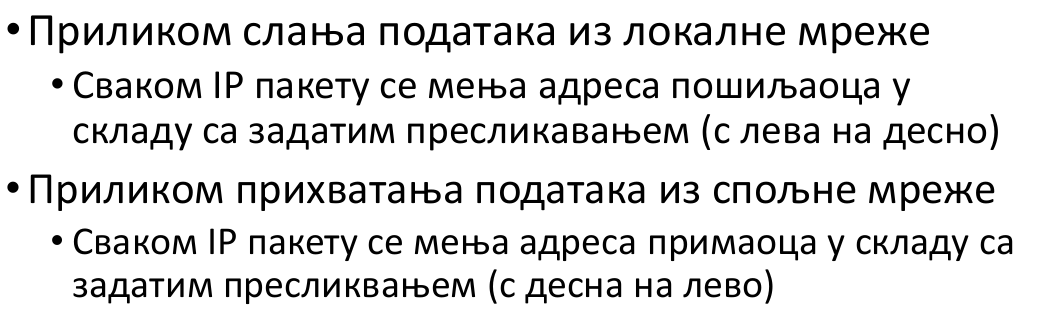 •Приликом слања података из локалне мреже
•Сваком IP пакету се мења адреса пошиљаоца у
складу са задатим пресликавањем (с лева на десно)
•Приликом прихватања података из спољне мреже
•Сваком IP пакету се мења адреса примаоца у складу са
задатим пресликвањем (с десна на лево)